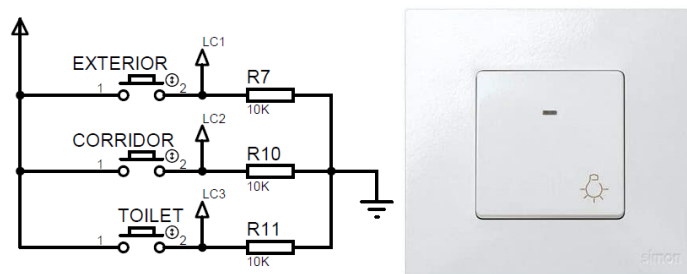 LC1
EXTERIOR
R7
1
2
10K
LC2
CORRIDOR
R10
1
2
10K
LC3
TOILET
R11
1
2
10K
simon